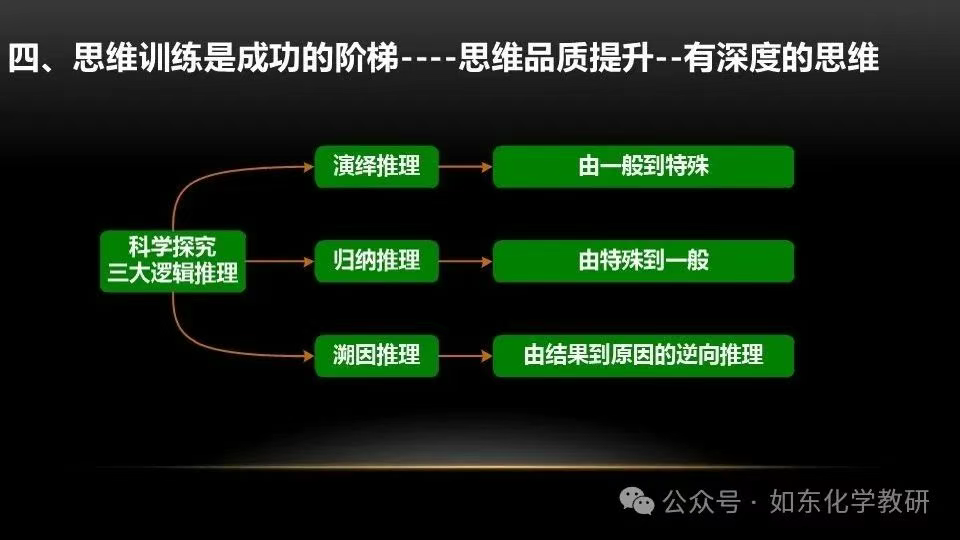 四、思维训练是成功的阶梯----思维品质提升--有深度的思维
演绎推理
由一般到特殊
科学探究
三大逻辑推理
归纳推理
由特殊到一般
溯因推理
由结果到原因的逆向推理
公众号·如东化学教研